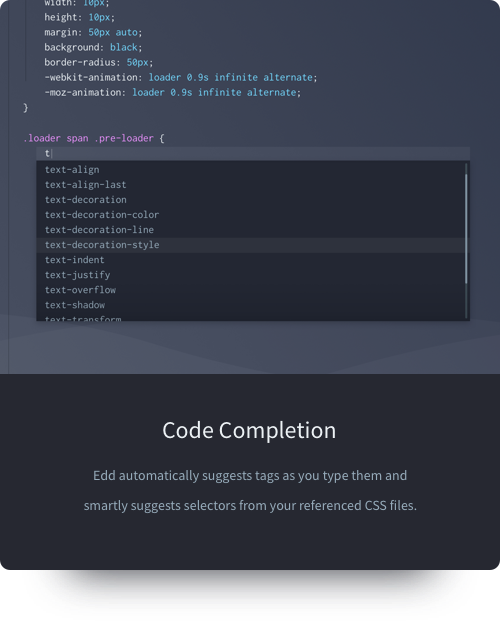 width: 10px;
height: 10px;
margin: 50px auto;
background: black;
border-radius: 50px;
-webkit-animation: loader 0.9s infinite alternate;
-moz-animation: loader 0.9s infinite alternate;
}
.loader span .pre-loader {
t
text-align
text-align-last
text-decoration
text-decoration-color
text-decoration-line
text-decoration-style
text-indent
text-justify
text-overflow
text-shadow
text-transform
Code Completion
Edd automatically suggests tags as you type them and
smartly suggests selectors from your referenced CSS files.